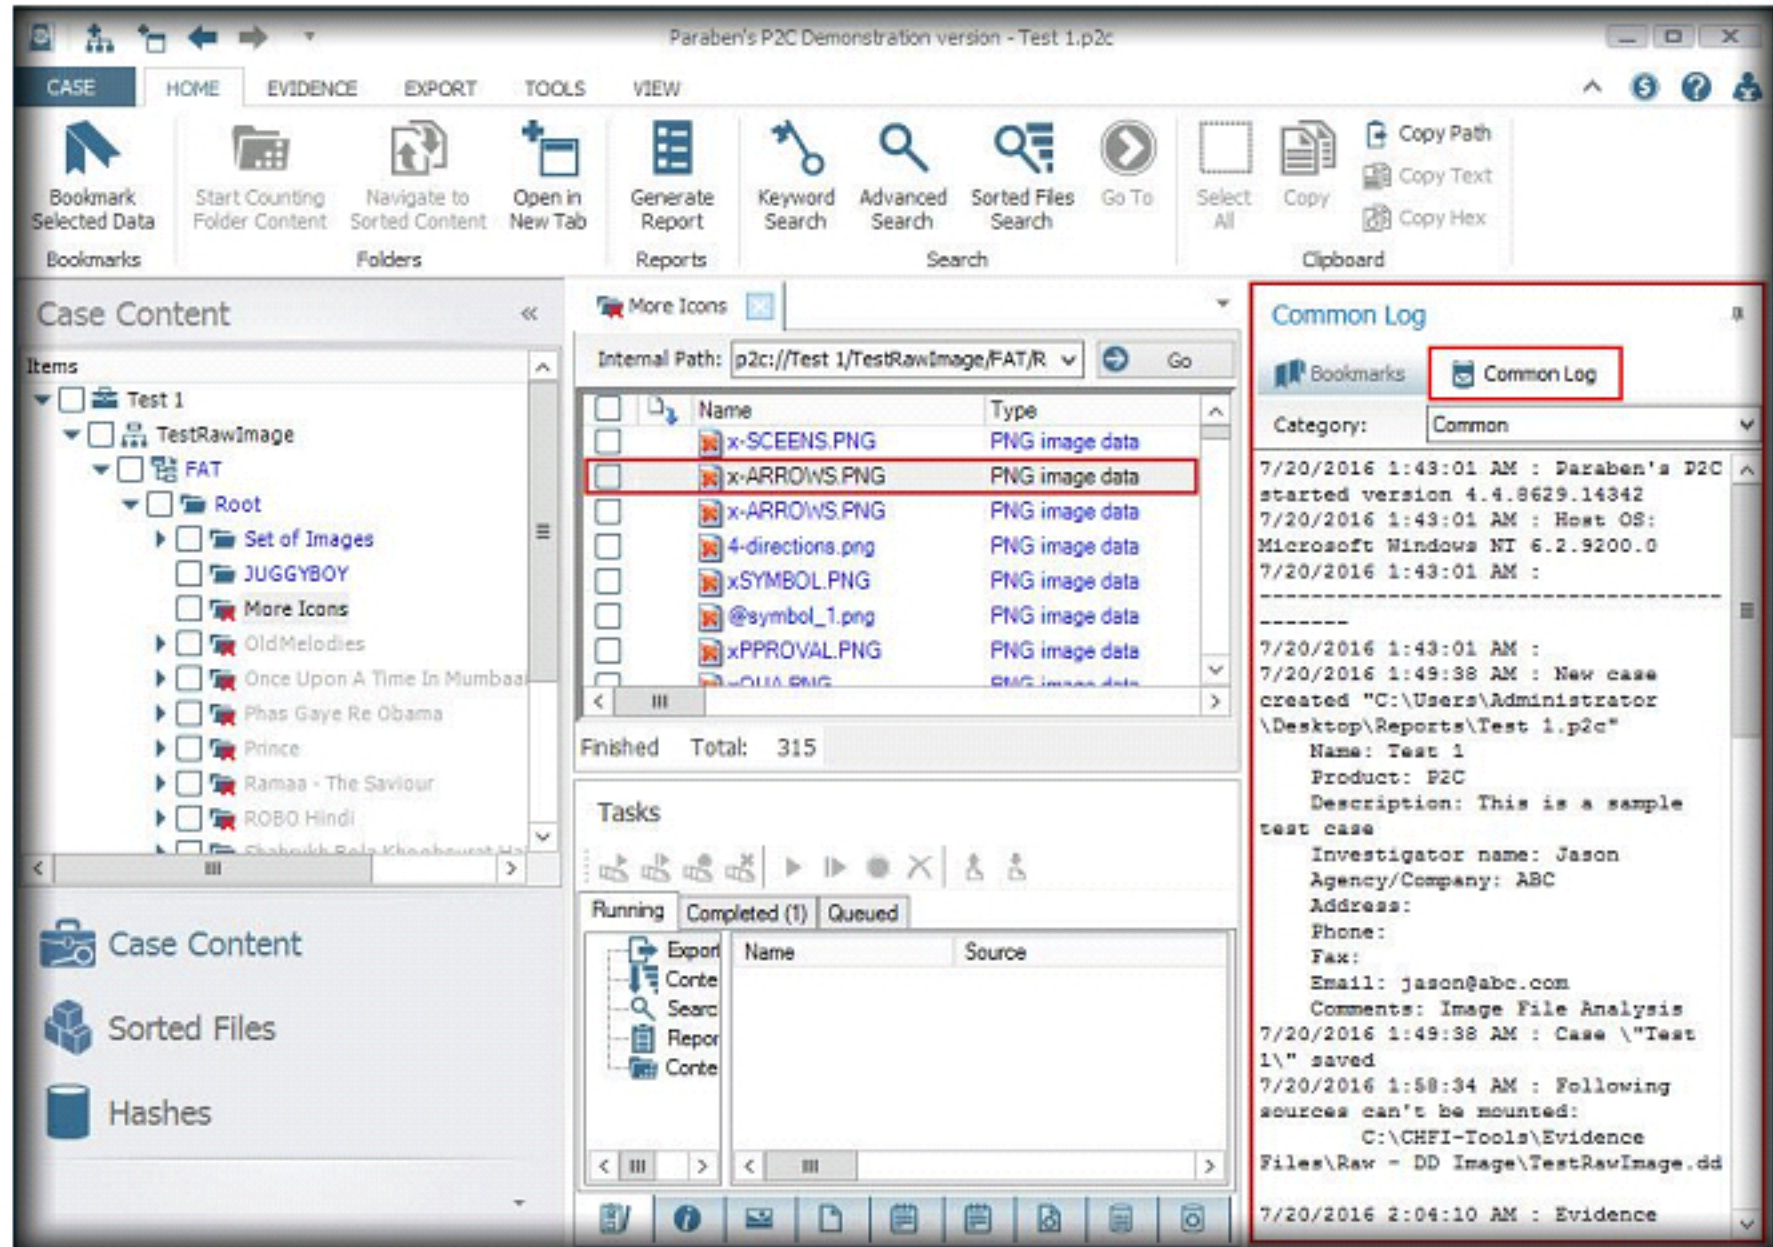 Paraben's P2C Demonstration version - Test 1.p2c
CASE HOME EVIDENCE EXPORT TOOLS VIEW
Bookmark
Selected Data
Bookmarks
Start Counting
Folder Content
Navigate to
Sorted Content
Open in
New Tab
Folders
Generate
Report
Reports
Keyword
Search
Advanced
Search
Sorted Files
Search
Go To
Search
Select
All
Copy
Copy Path
Copy Text
Copy Hex
Clipboard
Case Content
Items
Test 1
TestRawImage
FAT
Root
Set of Images
JUGGYBOY
More Icons
OldMelodies
Once Upon A Time In Mumbaai
Phas Gaye Re Obama
Prince
Ramaa - The Saviour
ROBO Hindi
Case Content
Sorted Files
Hashes
More Icons
Internal Path: p2c://Test 1/TestRawImage/FAT/R Go
Name Type
x-SCEENS.PNG PNG image data
x-ARROWS.PNG PNG image data
x-ARROWS.PNG PNG image data
4-directions.png PNG image data
xSYMBOL.PNG PNG image data
@symbol_1.png PNG image data
xPPROVAL.PNG PNG image data
PNG image data
Finished Total: 315
Tasks
Running Completed (1) Queued
Export
Conte
Searc
Repor
Conte
Name Source
Common Log
Bookmarks Common Log
Category: Common
7/20/2016 1:43:01 AM : Paraben's P2C
started version 4.4.8629.14342
7/20/2016 1:43:01 AM : Host OS:
Microsoft Windows NT 6.2.9200.0
7/20/2016 1:43:01 AM :
-------------------------------------
-------
7/20/2016 1:43:01 AM :
7/20/2016 1:49:38 AM : New case
created "C:\Users\Administrator
\Desktop\Reports\Test 1.p2c"
Name: Test 1
Product: P2C
Description: This is a sample
test case
Investigator name: Jason
Agency/Company: ABC
Address:
Phone:
Fax:
Email: jason@abc.com
Comments: Image File Analysis
7/20/2016 1:49:38 AM : Case \"Test
1\" saved
7/20/2016 1:58:34 AM : Following
sources can't be mounted:
C:\CHFI-Tools\Evidence
Files\Raw - DD Image\TestRawImage.dd
7/20/2016 2:04:10 AM : Evidence